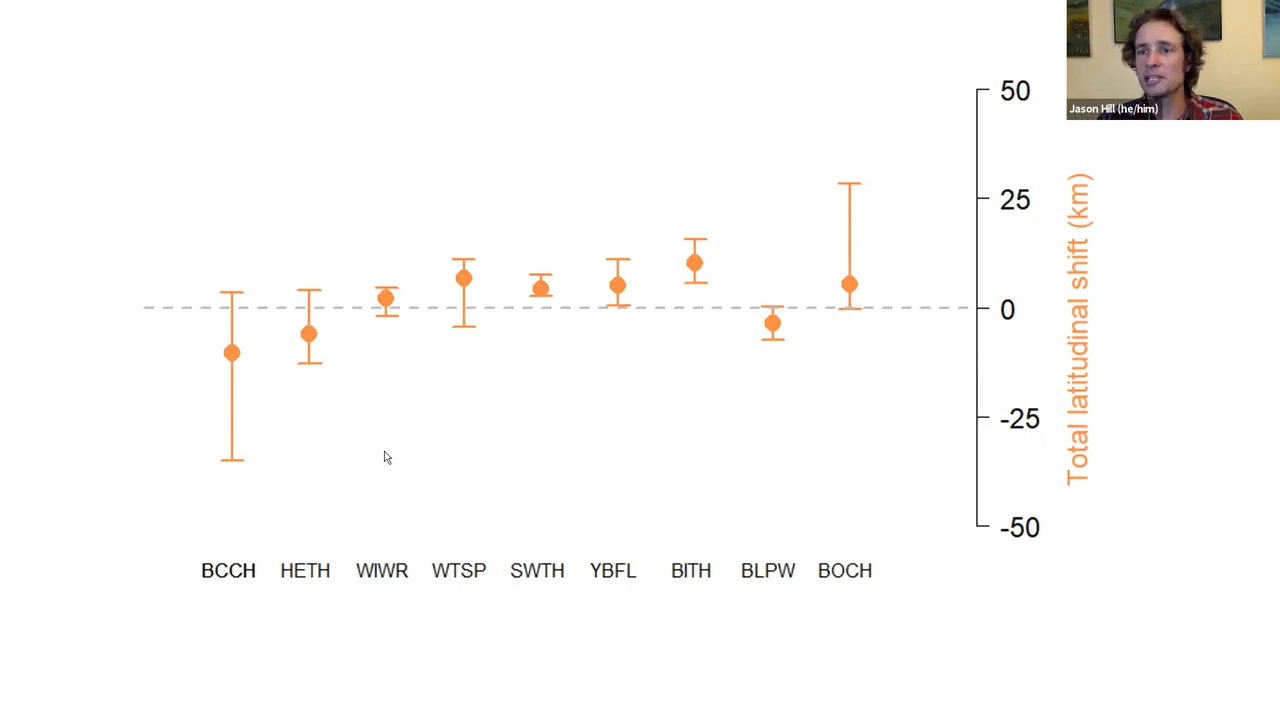 Jason Hill (he/him)
50
25
0
-25
-50
Total latitudinal shift (km)
BCCH HETH WIWR WTSP SWTH YBFL BITH BLPW BOCH